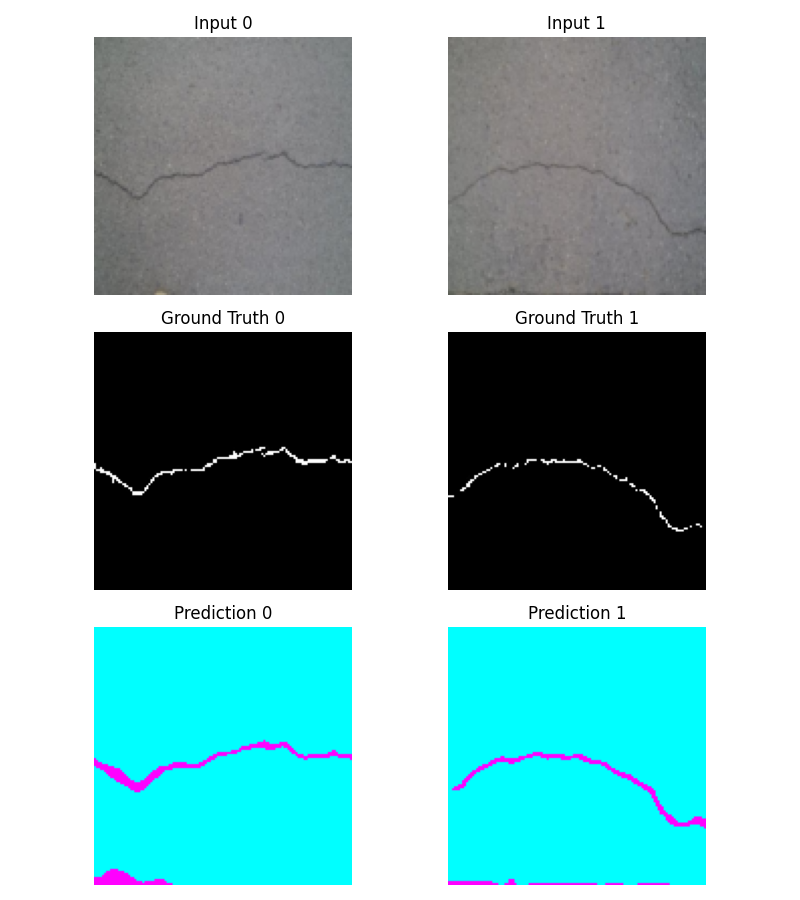 Input 0
Input 1
Ground Truth 0
Ground Truth 1
Prediction 0
Prediction 1